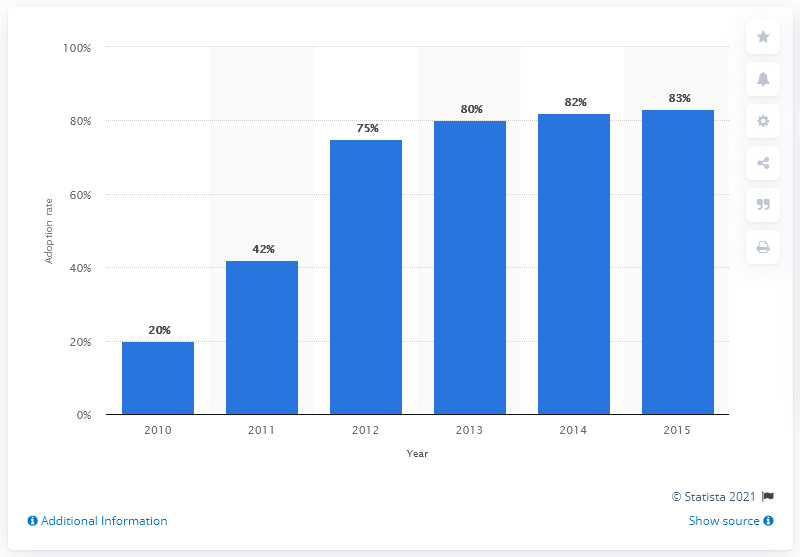 100%
80%
60%
40%
20%
0%
Adoption rate
20%
42%
75%
80%
82%
83%
2010 2011 2012 2013 2014 2015
Year
© Statista 2021
Additional Information
Show source